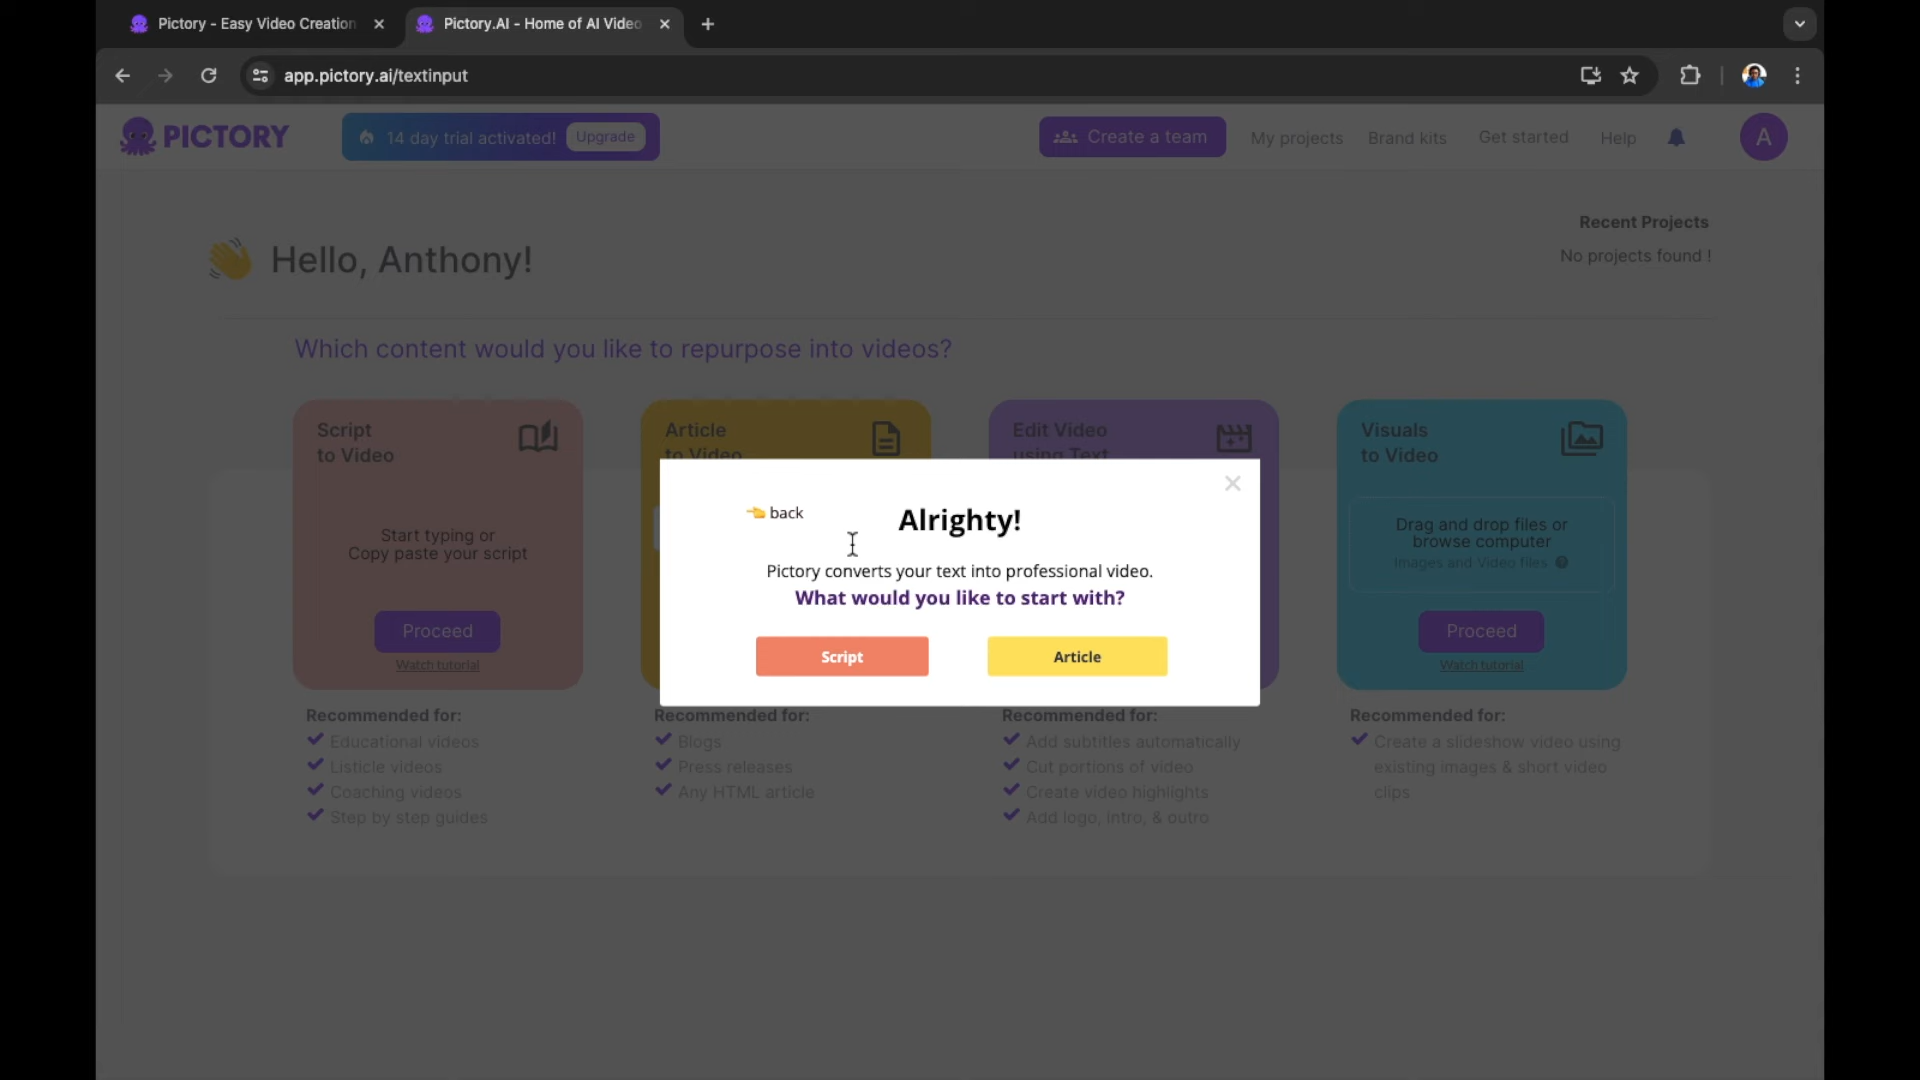 Pictory - Easy Video Creation
Pictory.AI - Home of AI Video
app.pictory.ai/textinput
PICTORY
14 day trial activated!
Upgrade
Create a team
My projects
Brand kits
Get started
Help
A
Recent Projects
No projects found !
Hello, Anthony!
Which content would you like to repurpose into videos?
Script
to Video
Start typing or
Copy paste your script
Proceed
Watch tutorial
Recommended for:
Educational videos
Listicle videos
Coaching videos
Step by step guides
Article
to Video
Recommended for:
Blogs
Press releases
Any HTML article
Edit Video
using Text
Recommended for:
Add subtitles automatically
Cut portions of video
Create video highlights
Add logo, intro, & outro
Visuals
to Video
Drag and drop files or
browse computer
Images and Video files
Proceed
Watch tutorial
Recommended for:
Create a slideshow video using
existing images & short video
clips
back
Alrighty!
Pictory converts your text into professional video.
What would you like to start with?
Script
Article